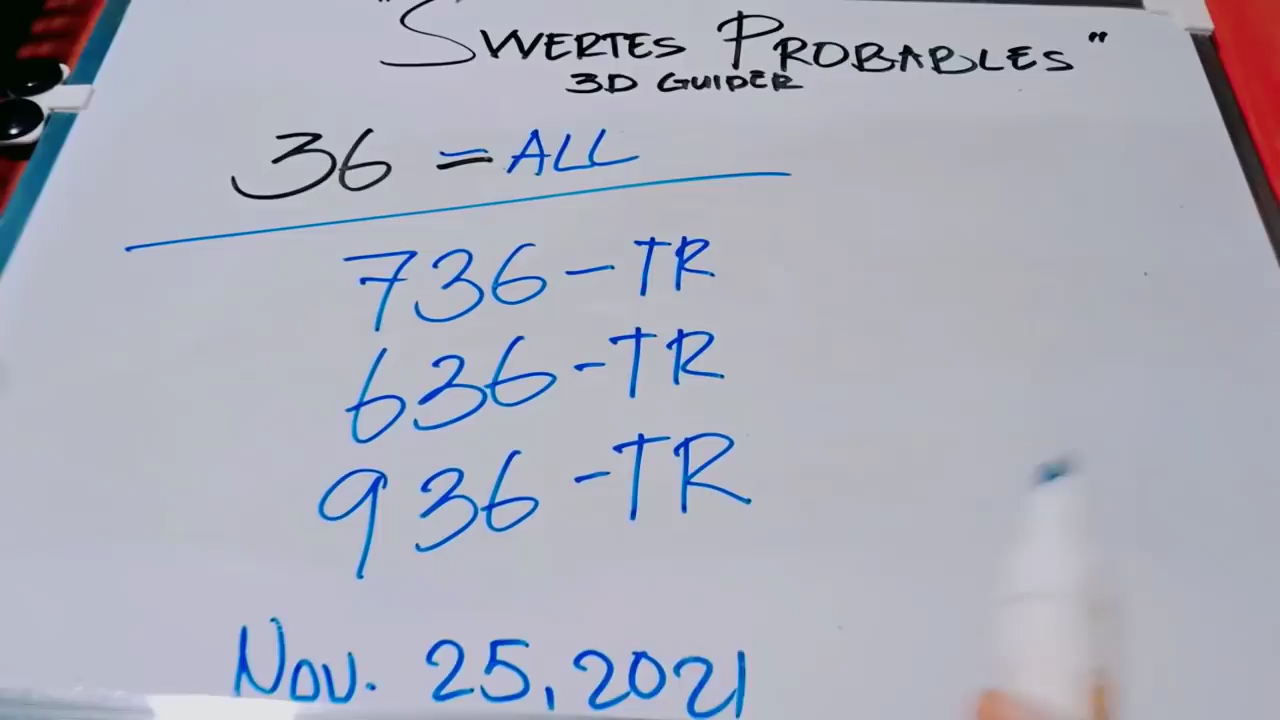 "SWERTES PROBABLES"
3D GUIDER
36 = ALL
736 - TR
636 - TR
936 - TR
Nov. 25, 2021